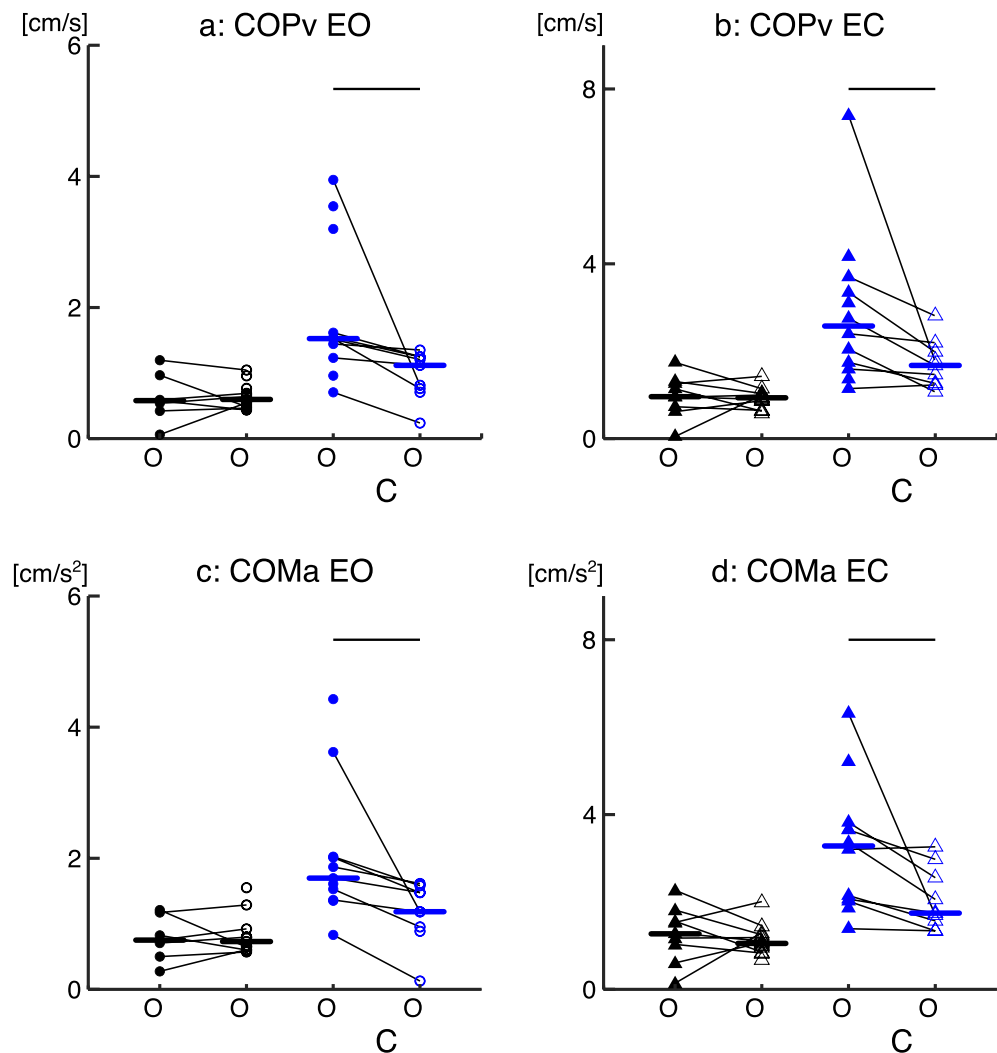 [cm/s] a: COPv EO
6
4
2
0
O O O O
C
[cm/s] b: COPv EC
8
4
0
O O O O
C
[cm/s²] c: COMa EO
6
4
2
0
O O O O
C
[cm/s²] d: COMa EC
8
4
0
O O O O
C